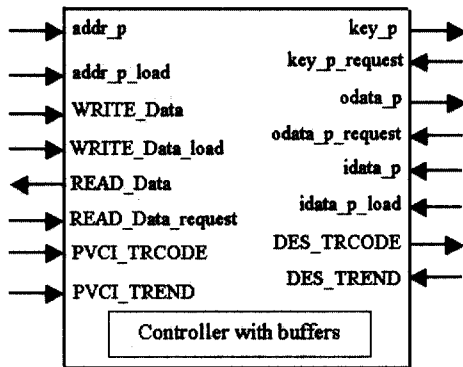 addr_p
addr_p_load
WRITE_Data
WRITE_Data_load
READ_Data
READ_Data_request
PVCI_TRCODE
PVCI_TREND
key_p
key_p_request
odata_p
odata_p_request
idata_p
idata_p_load
DES_TRCODE
DES_TREND
Controller with buffers